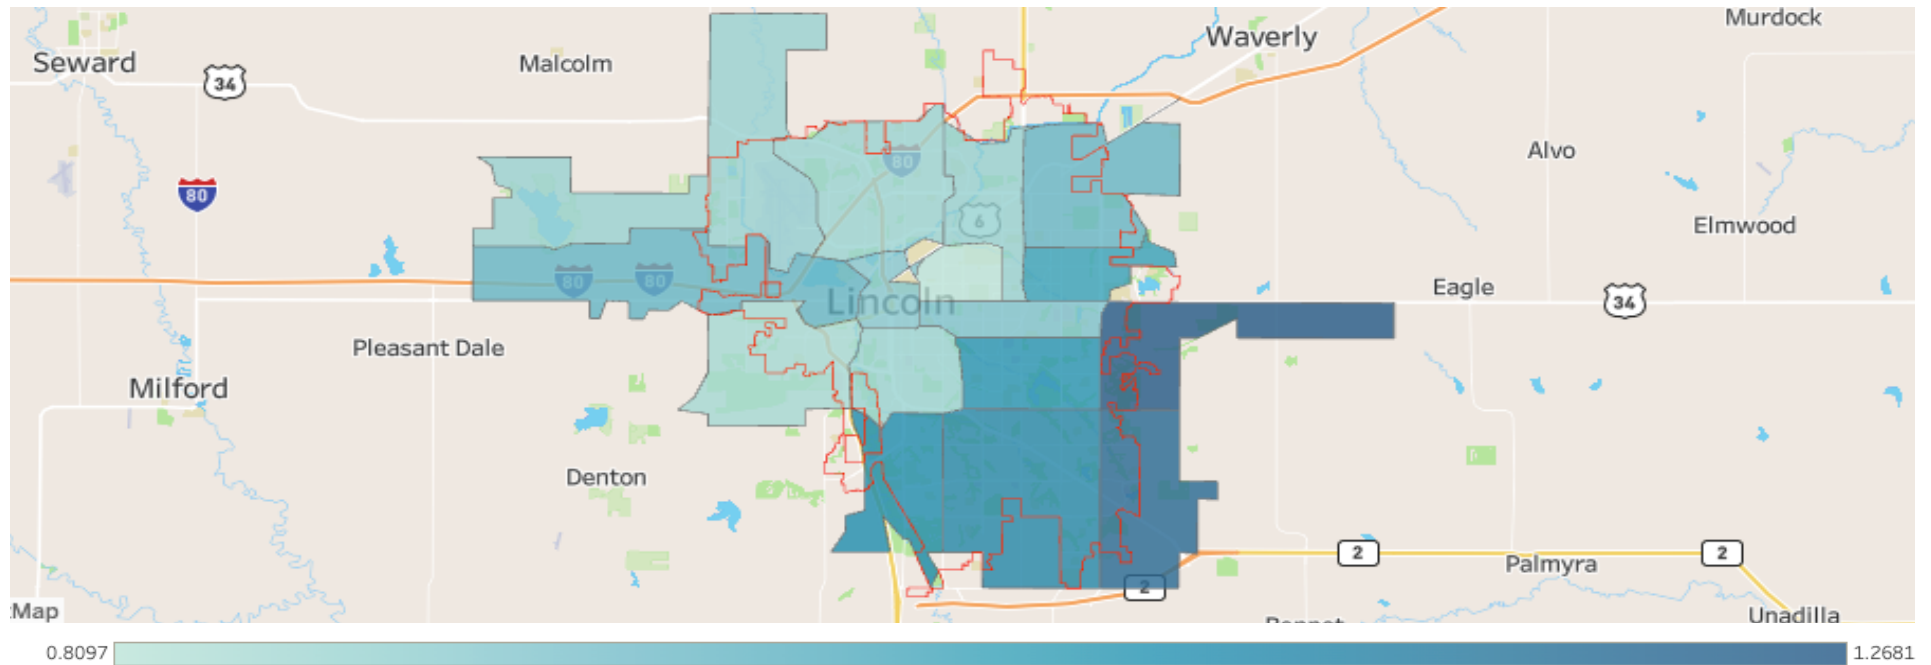 Murdock
Waverly
Seward
34
Malcolm
80
Alvo
80
6
Elmwood
80
80
Lincoln
Eagle
34
Pleasant Dale
Milford
Denton
2
2
Palmyra
2
Map
Unadilla
0.8097
1.2681